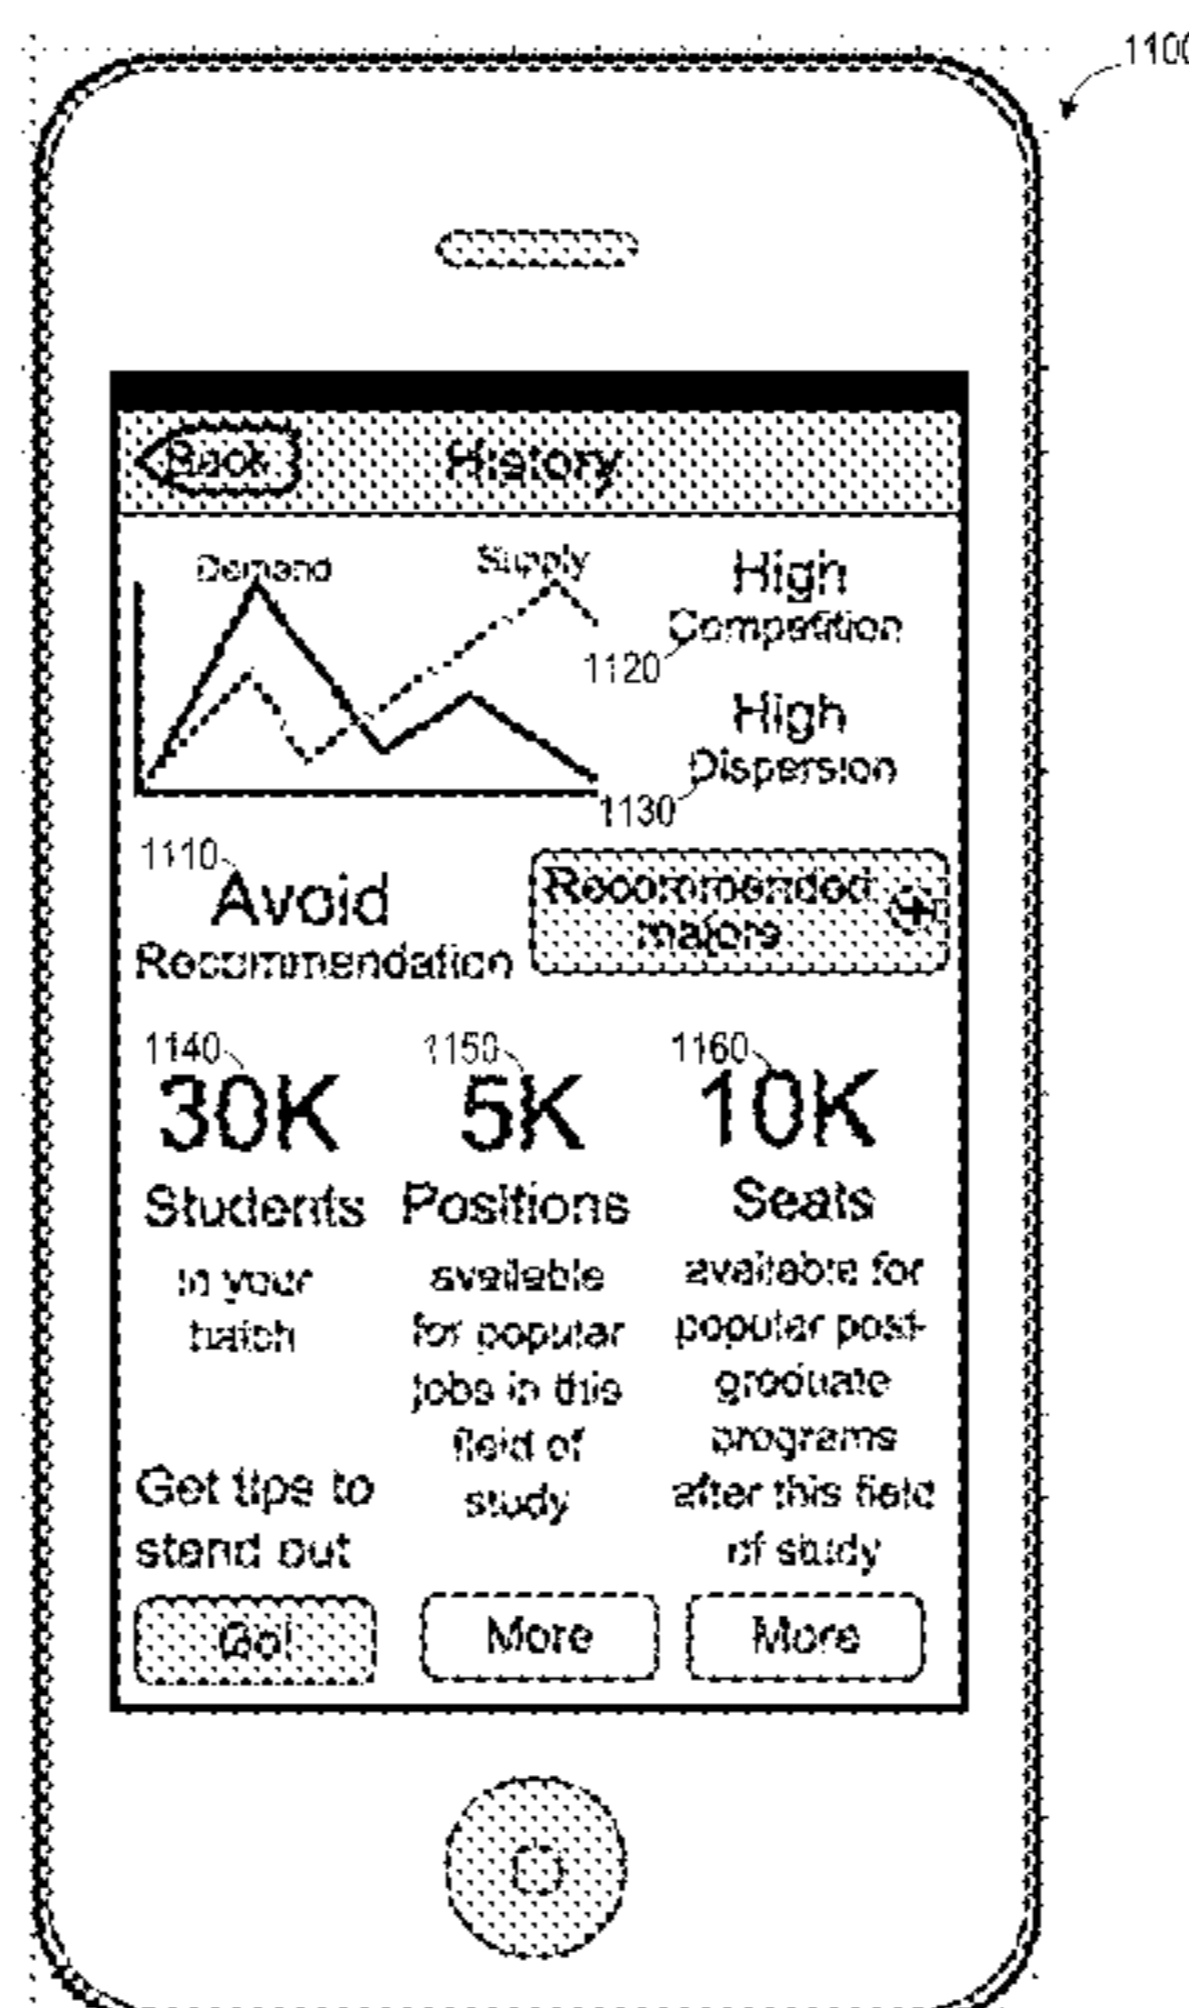 1100
Back
History
Demand
Supply
High
Competition
1120
High
Dispersion
1130
1110
Avoid
Recommendation
Recommended
majors
1140
30K
Students
in your
batch
1150
5K
Positions
available
for popular
jobs in this
field of
study
1160
10K
Seats
available for
popular post-
graduate
programs
after this field
of study
Get tips to
stand out
Go!
More
More